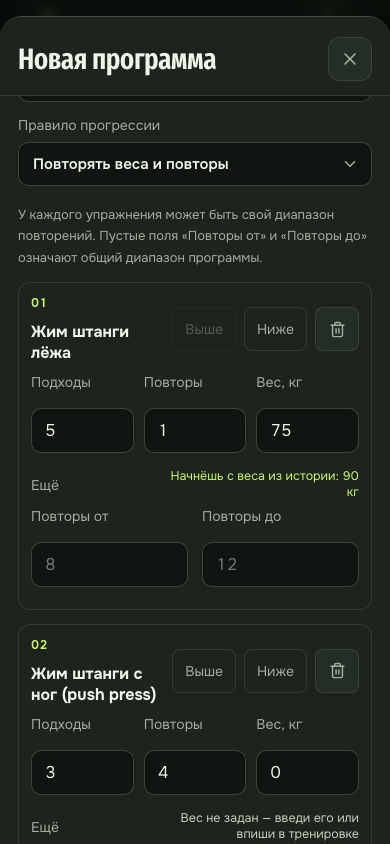 Новая программа
Правило прогрессии
Повторять веса и повторы
У каждого упражнения может быть свой диапазон
повторений. Пустые поля «Повторы от» и «Повторы до»
означают общий диапазон программы.
01
Жим штанги
лёжа
Выше
Ниже
Подходы
Повторы
Вес, кг
5
1
75
Ещё
Начнёшь с веса из истории: 90
кг
Повторы от
Повторы до
8
12
02
Жим штанги с
ног (push press)
Выше
Ниже
Подходы
Повторы
Вес, кг
3
4
0
Ещё
Вес не задан — введи его или
впиши в тренировке